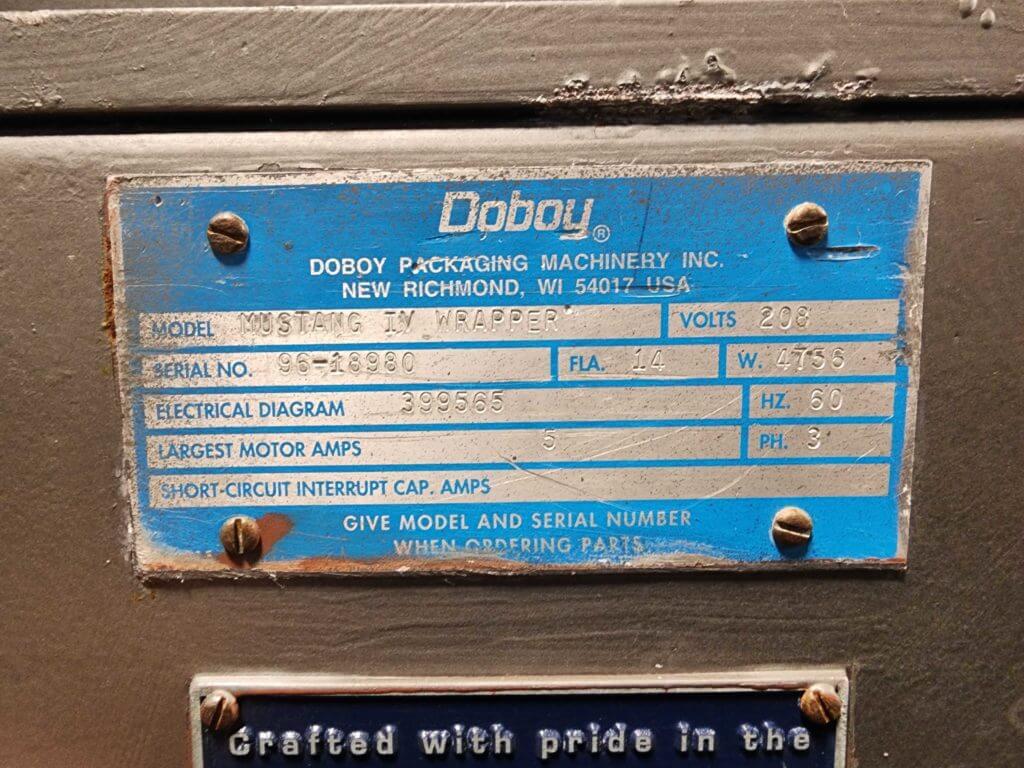 Doboy®
DOBOY PACKAGING MACHINERY INC.
NEW RICHMOND, WI 54017 USA
MODEL MUSTANG IV WRAPPER VOLTS 208
SERIAL NO. 96-18980 FLA. 14 W. 4756
ELECTRICAL DIAGRAM 399565 HZ. 60
LARGEST MOTOR AMPS 5 PH. 3
SHORT-CIRCUIT INTERRUPT CAP. AMPS
GIVE MODEL AND SERIAL NUMBER
WHEN ORDERING PARTS
Crafted with pride in the